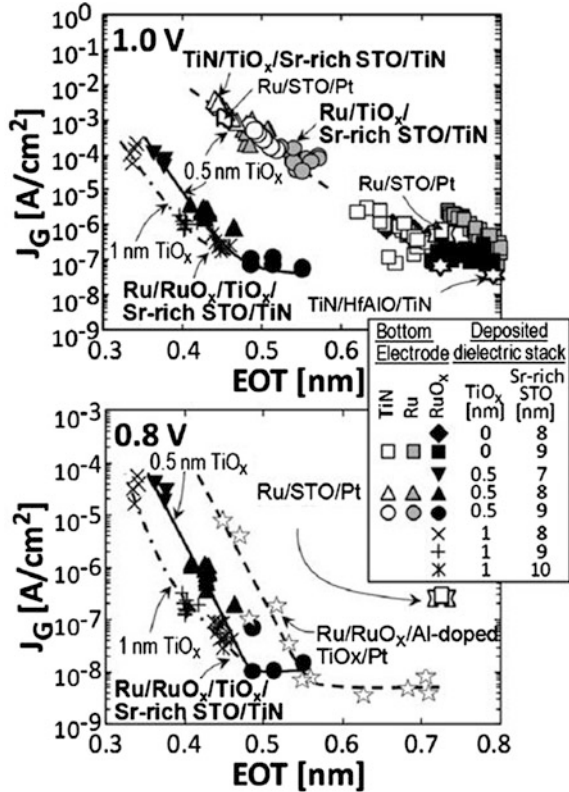 1.0 V
TiN/TiOx/Sr-rich STO/TiN
Ru/STO/Pt
Ru/TiOx/
Sr-rich STO/TiN
0.5 nm TiOx
1 nm TiOx
Ru/RuOx/TiOx/
Sr-rich STO/TiN
Ru/STO/Pt
TiN/HfAlO/TiN
JG [A/cm2]
10^0
10^-1
10^-2
10^-3
10^-4
10^-5
10^-6
10^-7
10^-8
10^-9
0.3 0.4 0.5 0.6 0.7 0.8
EOT [nm]
Bottom Deposited
Electrode dielectric stack
TiN Ru RuOx TiOx [nm] Sr-rich STO [nm]
0 8
0 9
0.5 7
0.5 8
0.5 9
1 8
1 9
1 10
0.8 V
0.5 nm TiOx
Ru/STO/Pt
1 nm TiOx
Ru/RuOx/Al-doped
TiOx/Pt
Ru/RuOx/TiOx/
Sr-rich STO/TiN
JG [A/cm2]
10^-3
10^-4
10^-5
10^-6
10^-7
10^-8
10^-9
0.3 0.4 0.5 0.6 0.7 0.8
EOT [nm]